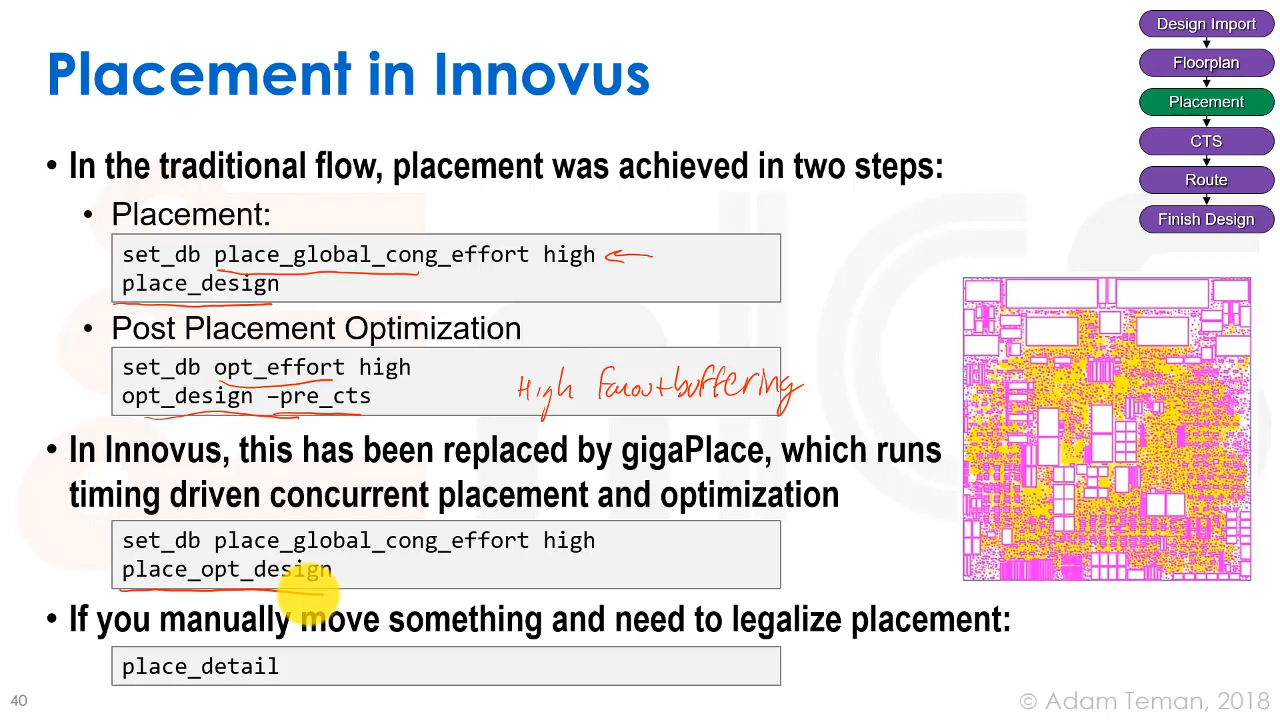 Placement in Innovus
Design Import
Floorplan
Placement
CTS
Route
Finish Design
• In the traditional flow, placement was achieved in two steps:
• Placement:
set_db place_global_cong_effort high
place_design
• Post Placement Optimization
set_db opt_effort high
opt_design –pre_cts
High Fanout buffering
• In Innovus, this has been replaced by gigaPlace, which runs
timing driven concurrent placement and optimization
set_db place_global_cong_effort high
place_opt_design
• If you manually move something and need to legalize placement:
place_detail
40
© Adam Teman, 2018